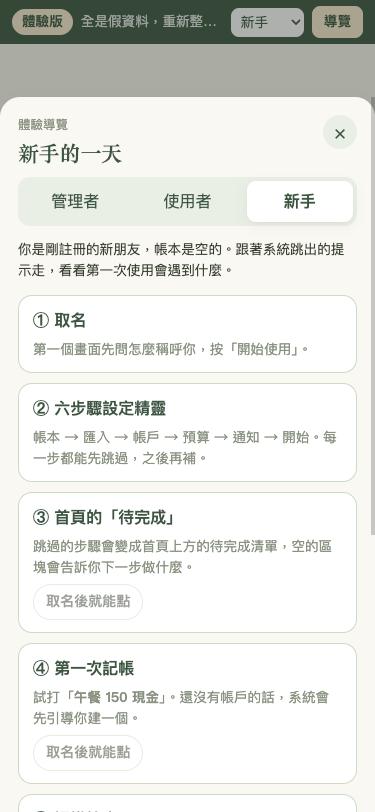 體驗版 全是假資料，重新整… 新手 導覽
體驗導覽
新手的一天
×
管理者 使用者 新手
你是剛註冊的新朋友，帳本是空的。跟著系統跳出的提
示走，看看第一次使用會遇到什麼。
① 取名
第一個畫面先問怎麼稱呼你，按「開始使用」。
② 六步驟設定精靈
帳本 → 匯入 → 帳戶 → 預算 → 通知 → 開始。每
一步都能先跳過，之後再補。
③ 首頁的「待完成」
跳過的步驟會變成首頁上方的待完成清單，空的區
塊會告訴你下一步做什麼。
取名後就能點
④ 第一次記帳
試打「午餐 150 現金」。還沒有帳戶的話，系統會
先引導你建一個。
取名後就能點